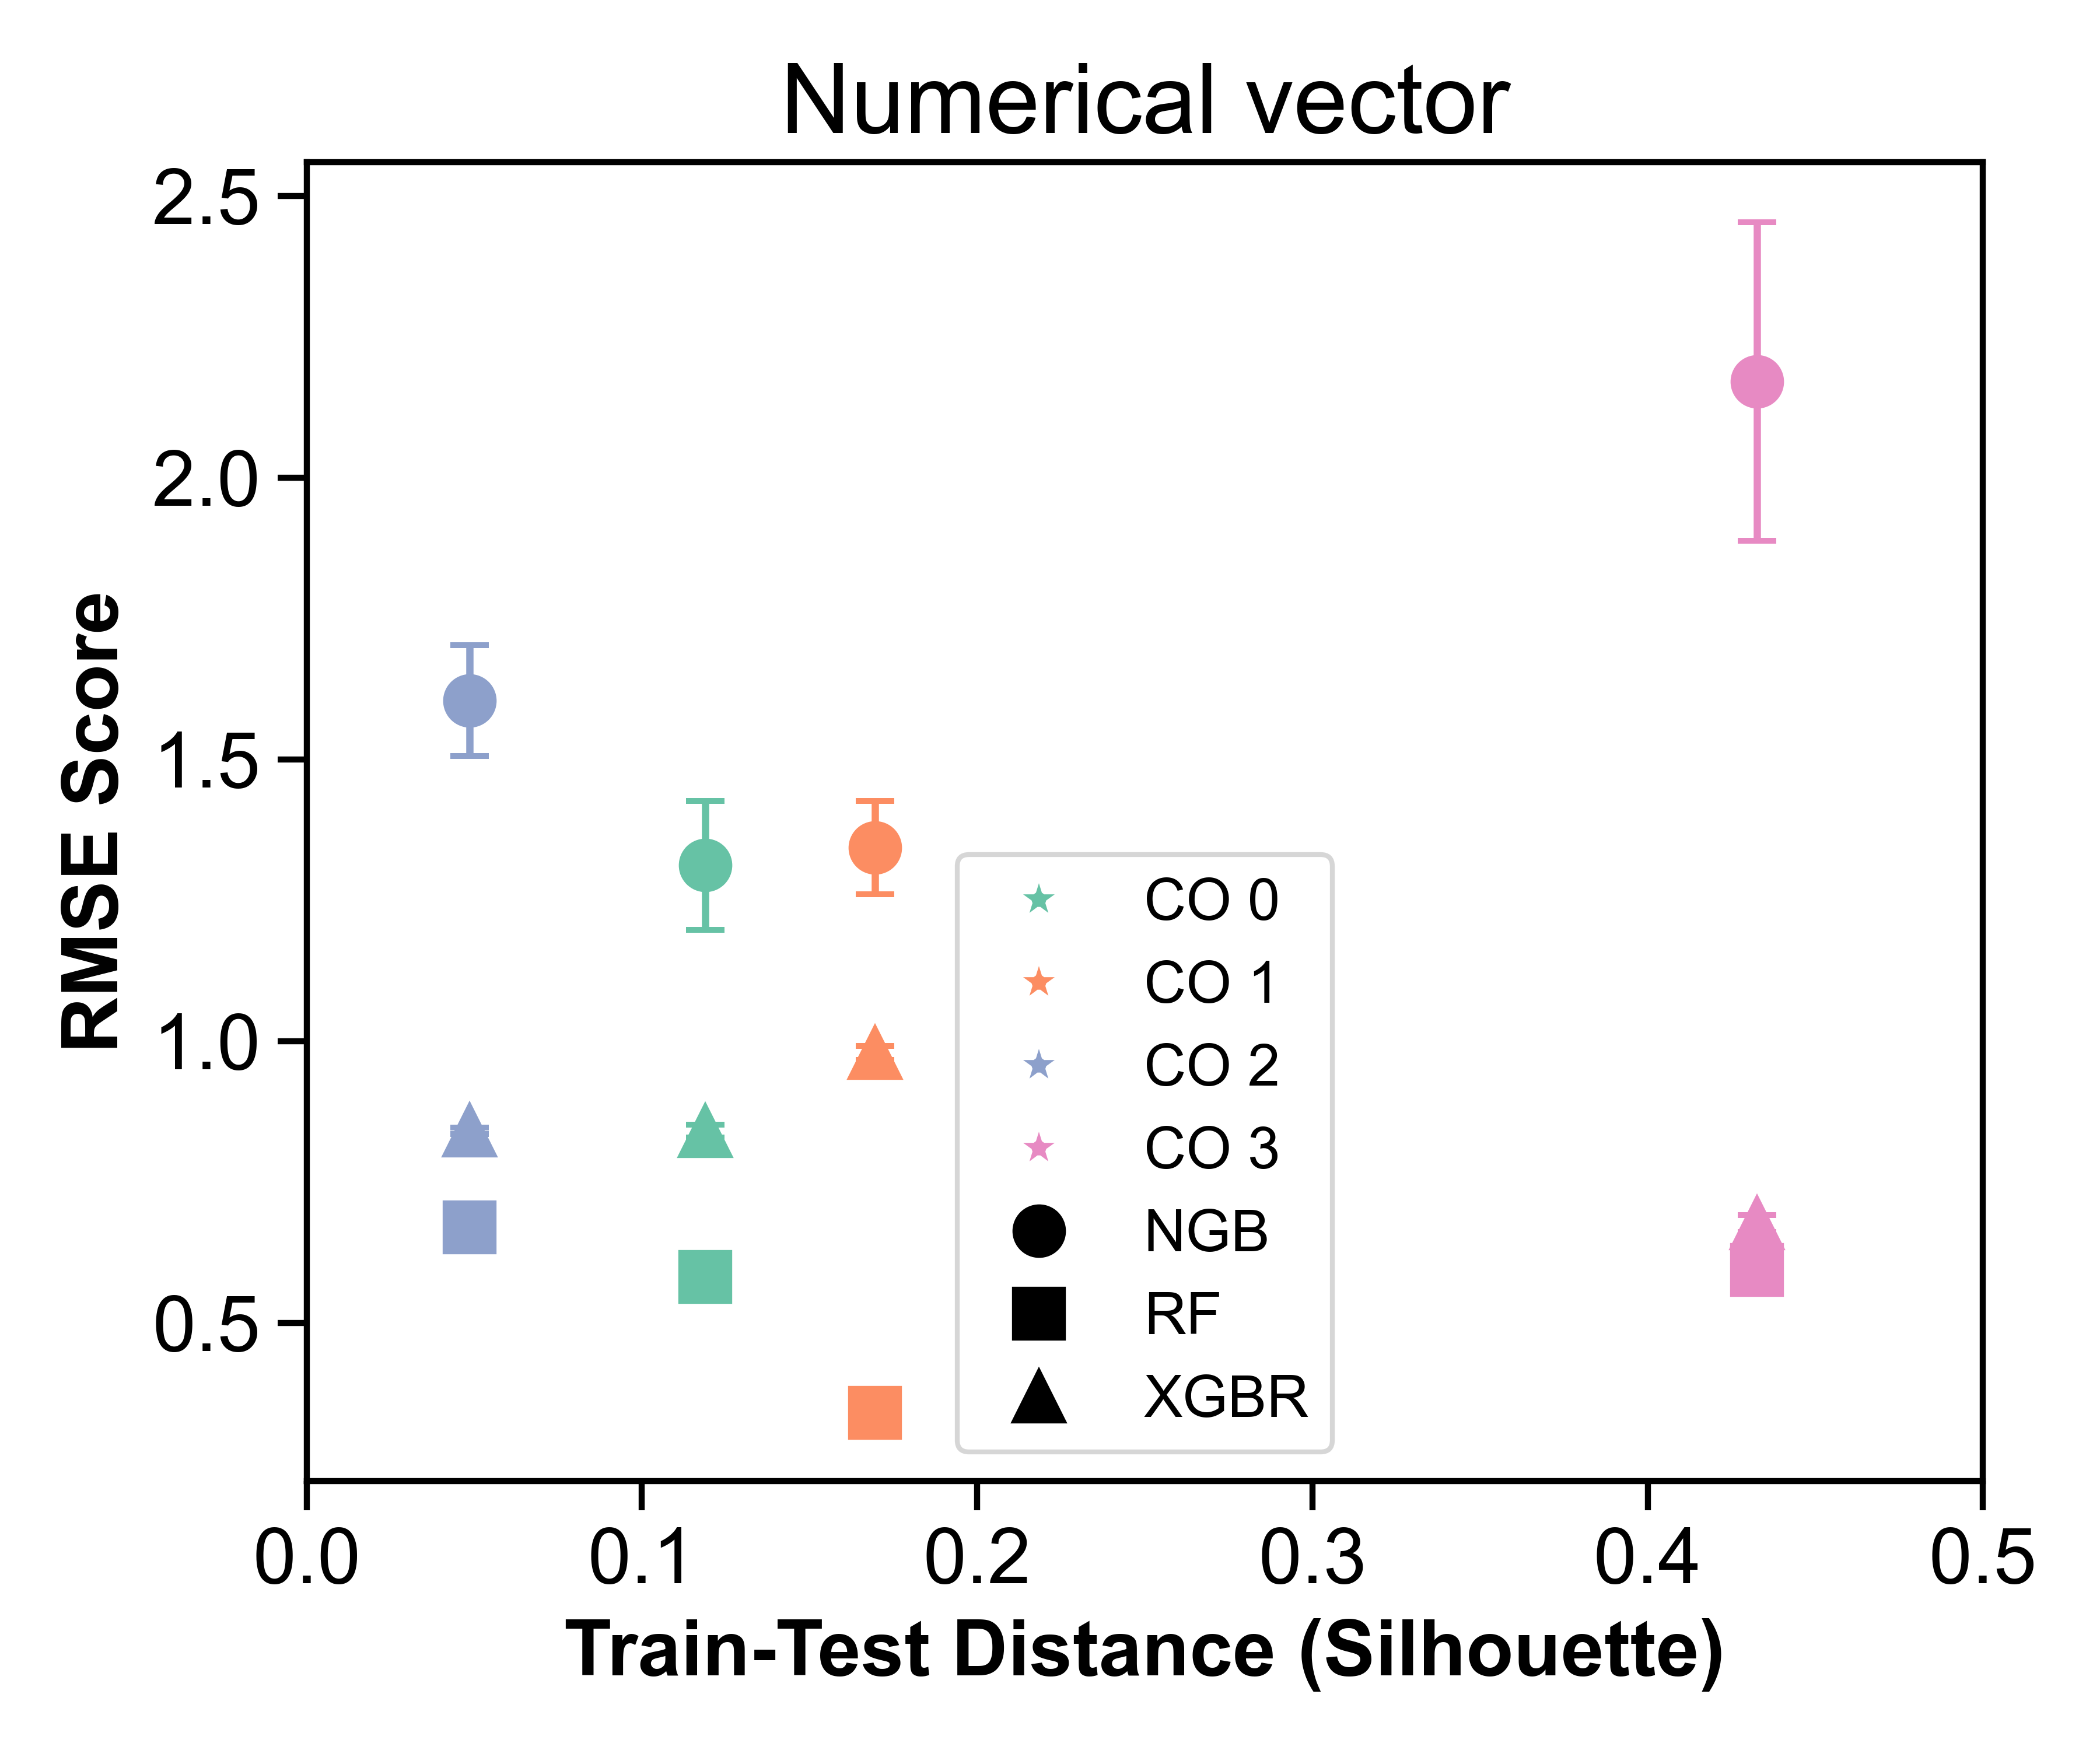 Numerical vector
2.5
2.0
1.5
1.0
0.5
RMSE Score
CO 0
CO 1
CO 2
CO 3
NGB
RF
XGBR
0.0 0.1 0.2 0.3 0.4 0.5
Train-Test Distance (Silhouette)